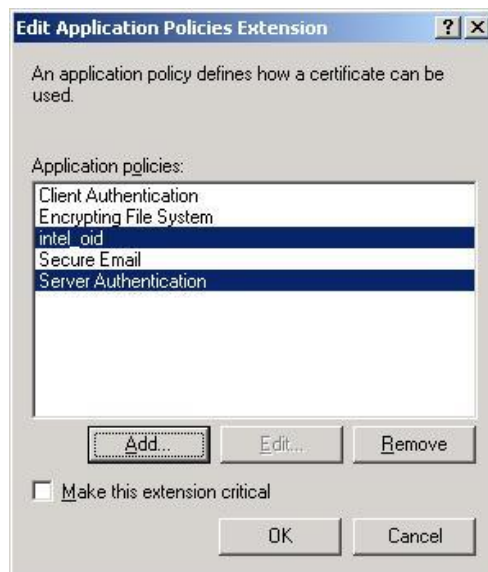 Edit Application Policies Extension
An application policy defines how a certificate can be
used.
Application policies:
Client Authentication
Encrypting File System
intel_oid
Secure Email
Server Authentication
Add...
Edit...
Remove
Make this extension critical
OK
Cancel